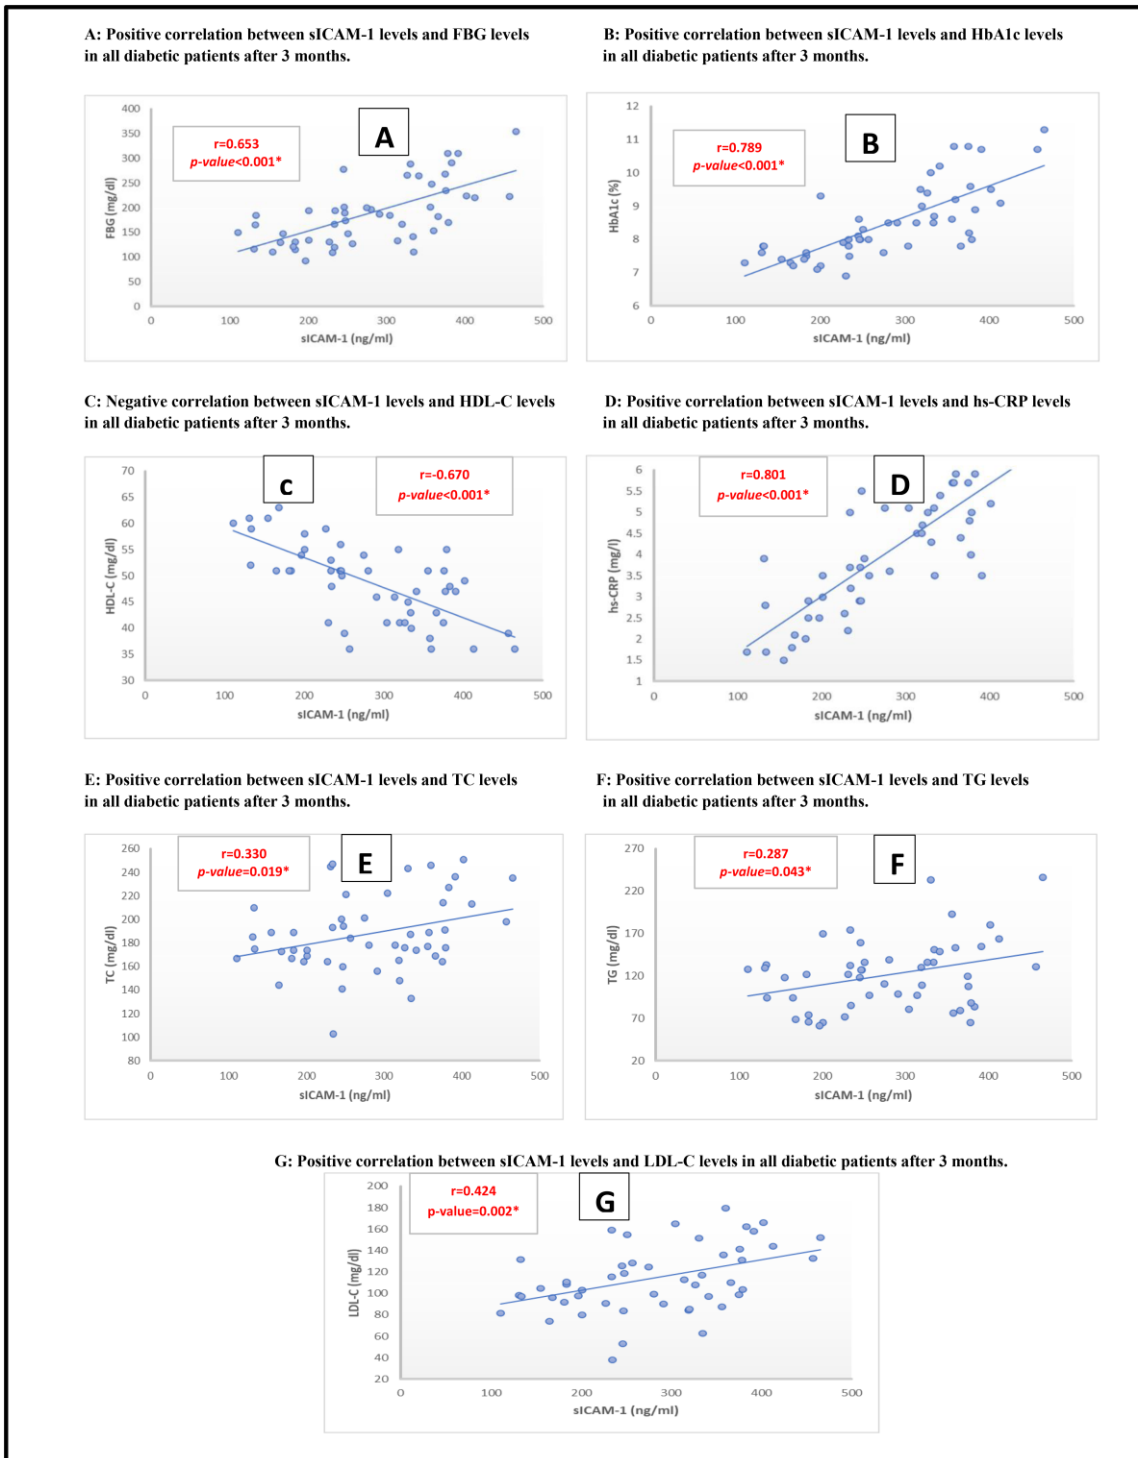 A: Positive correlation between sICAM-1 levels and FBG levels
in all diabetic patients after 3 months.
B: Positive correlation between sICAM-1 levels and HbA1c levels
in all diabetic patients after 3 months.
400
350
300
250
200
150
100
50
0
FBG (mg/dl)
r=0.653
p-value<0.001*
A
0
100
200
300
400
500
sICAM-1 (ng/ml)
12
11
10
9
8
7
6
HbA1c (%)
r=0.789
p-value<0.001*
B
0
100
200
300
400
500
sICAM-1 (ng/ml)
C: Negative correlation between sICAM-1 levels and HDL-C levels
in all diabetic patients after 3 months.
D: Positive correlation between sICAM-1 levels and hs-CRP levels
in all diabetic patients after 3 months.
70
65
60
55
50
45
40
35
30
HDL-C (mg/dl)
c
r=-0.670
p-value<0.001*
0
100
200
300
400
500
sICAM-1 (ng/ml)
6
5.5
5
4.5
4
3.5
3
2.5
2
1.5
1
hs-CRP (mg/l)
r=0.801
p-value<0.001*
D
0
100
200
300
400
500
sICAM-1 (ng/ml)
E: Positive correlation between sICAM-1 levels and TC levels
in all diabetic patients after 3 months.
F: Positive correlation between sICAM-1 levels and TG levels
in all diabetic patients after 3 months.
260
240
220
200
180
160
140
120
100
80
TC (mg/dl)
r=0.330
p-value=0.019*
E
0
100
200
300
400
500
sICAM-1 (ng/ml)
270
220
170
120
70
20
TG (mg/dl)
r=0.287
p-value=0.043*
F
0
100
200
300
400
500
sICAM-1 (ng/ml)
G: Positive correlation between sICAM-1 levels and LDL-C levels in all diabetic patients after 3 months.
200
180
160
140
120
100
80
60
40
20
LDL-C (mg/dl)
r=0.424
p-value=0.002*
G
0
100
200
300
400
500
sICAM-1 (ng/ml)